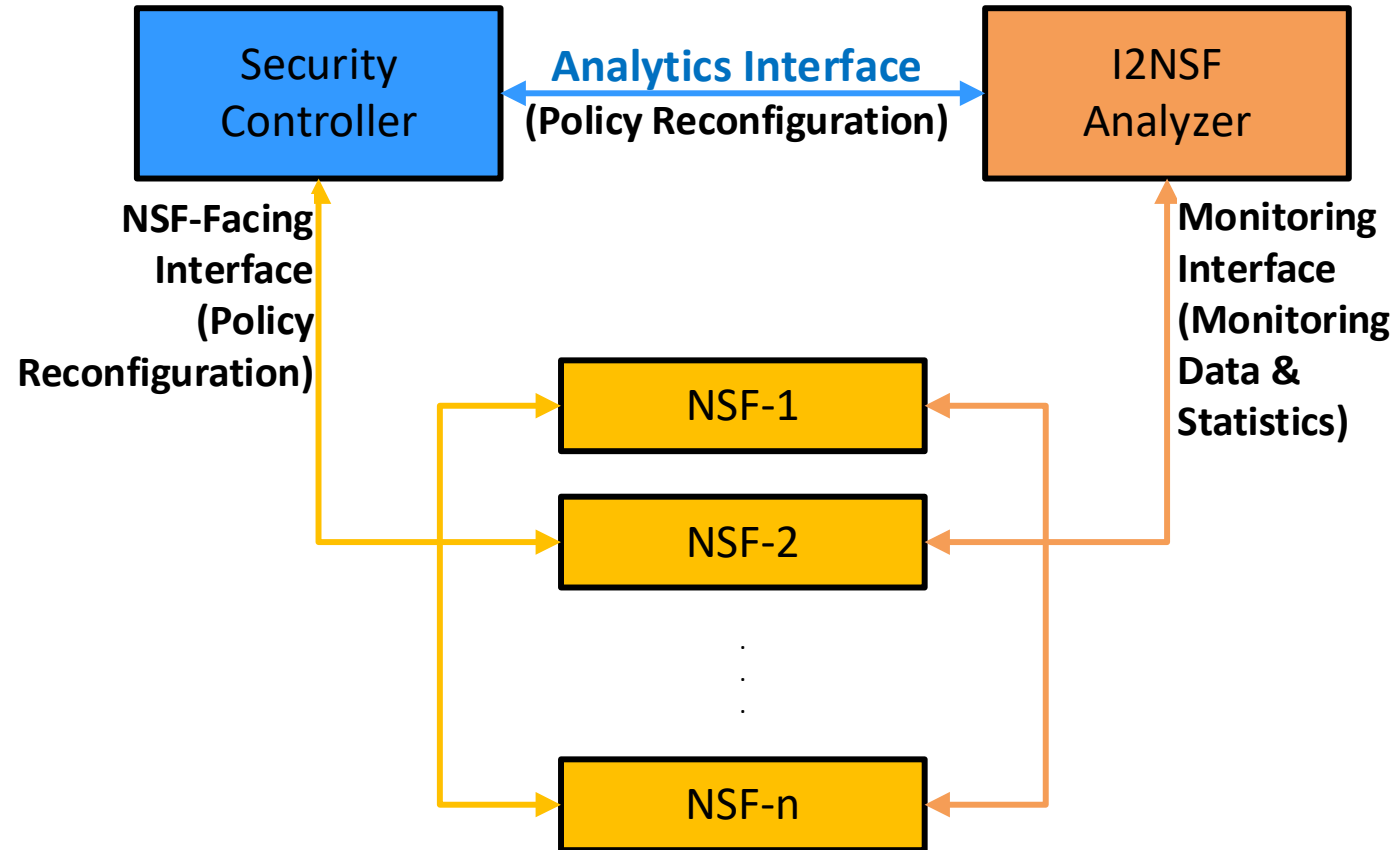 Security
Controller
Analytics Interface
(Policy Reconfiguration)
I2NSF
Analyzer
NSF-Facing
Interface
(Policy
Reconfiguration)
Monitoring
Interface
(Monitoring
Data &
Statistics)
NSF-1
NSF-2
.
.
.
NSF-n